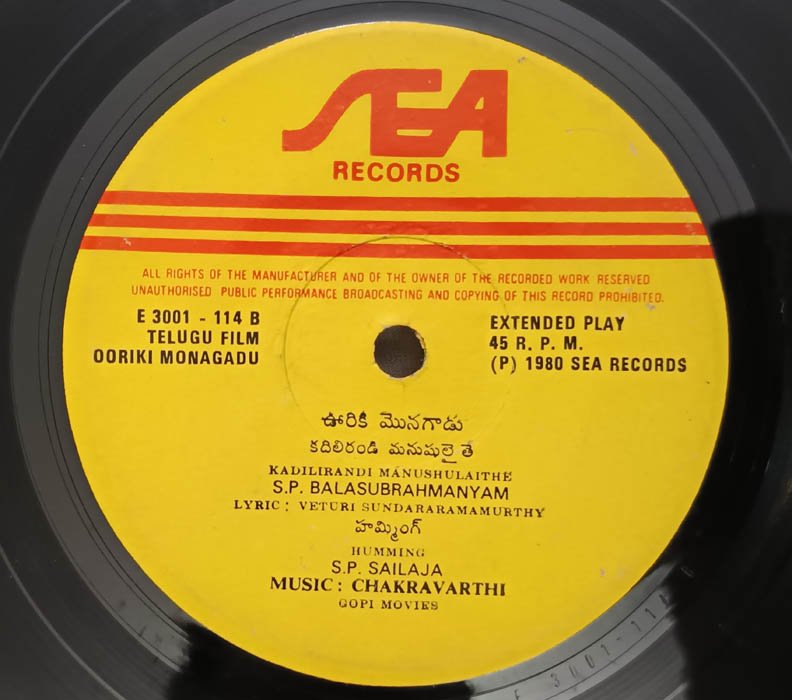 SEA
RECORDS
ALL RIGHTS OF THE MANUFACTURER AND OF THE OWNER OF THE RECORDED WORK RESERVED
UNAUTHORISED PUBLIC PERFORMANCE BROADCASTING AND COPYING OF THIS RECORD PROHIBITED.
E 3001 - 114 B
TELUGU FILM
OORIKI MONAGADU
EXTENDED PLAY
45 R. P. M.
(P) 1980 SEA RECORDS
ఊరికి మొనగాడు
కదిలిరండి మనుషులైతే
KADILIRANDI MANUSHULAITHE
S.P. BALASUBRAHMANYAM
LYRIC : VETURI SUNDARARAMAMURTHY
హమ్మింగ్
HUMMING
S.P. SAILAJA
MUSIC : CHAKRAVARTHI
GOPI MOVIES
E 3001-11